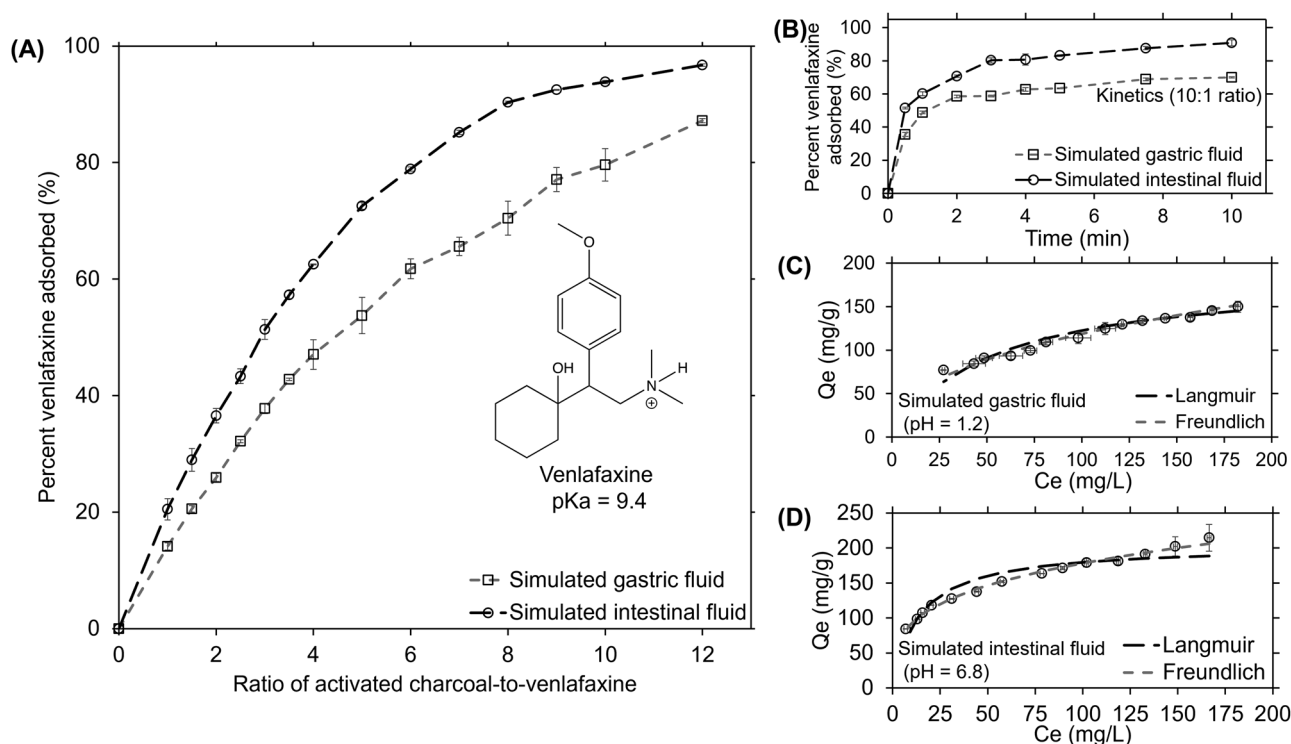 (A)
Percent venlafaxine adsorbed (%)
100
80
60
40
20
0
0 2 4 6 8 10 12
Ratio of activated charcoal-to-venlafaxine
O
OH
N
H
+
Venlafaxine
pKa = 9.4
Simulated gastric fluid
Simulated intestinal fluid
(B)
Percent venlafaxine
adsorbed (%)
100
80
60
40
20
0
Kinetics (10:1 ratio)
Simulated gastric fluid
Simulated intestinal fluid
0 2 4 6 8 10
Time (min)
(C)
Qe (mg/g)
200
150
100
50
0
Simulated gastric fluid
(pH = 1.2)
Langmuir
Freundlich
0 25 50 75 100 125 150 175 200
Ce (mg/L)
(D)
Qe (mg/g)
250
200
150
100
50
0
Simulated intestinal fluid
(pH = 6.8)
Langmuir
Freundlich
0 25 50 75 100 125 150 175 200
Ce (mg/L)